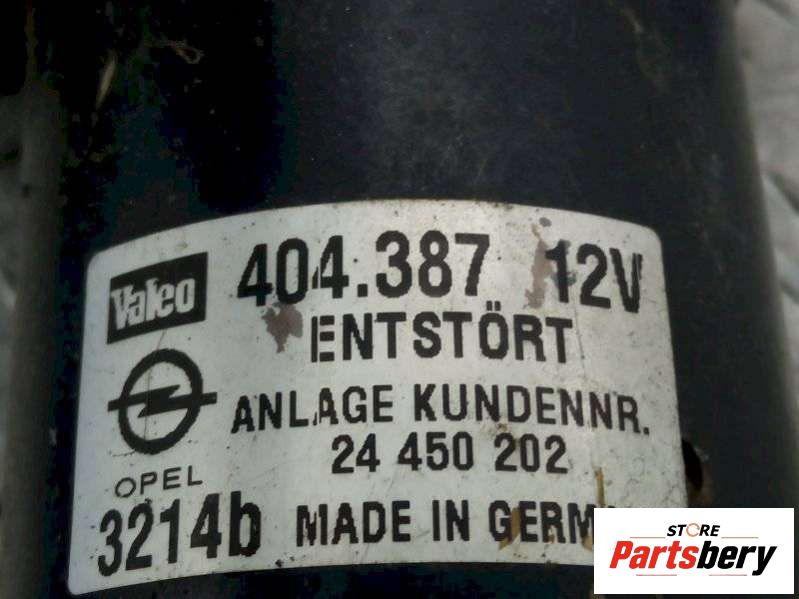 Valeo 404.387 12V
ENTSTÖRT
ANLAGE KUNDENNR.
24 450 202
OPEL
3214b MADE IN GERM
STORE
Partsbery